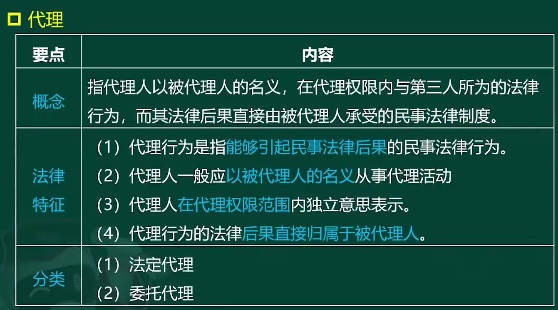 代理
要点 内容
概念
指代理人以被代理人的名义，在代理权限内与第三人所为的法律
行为，而其法律后果直接由被代理人承受的民事法律制度。
法律
特征
（1）代理行为是指能够引起民事法律后果的民事法律行为。
（2）代理人一般应以被代理人的名义从事代理活动
（3）代理人在代理权限范围内独立意思表示。
（4）代理行为的法律后果直接归属于被代理人。
分类
（1）法定代理
（2）委托代理